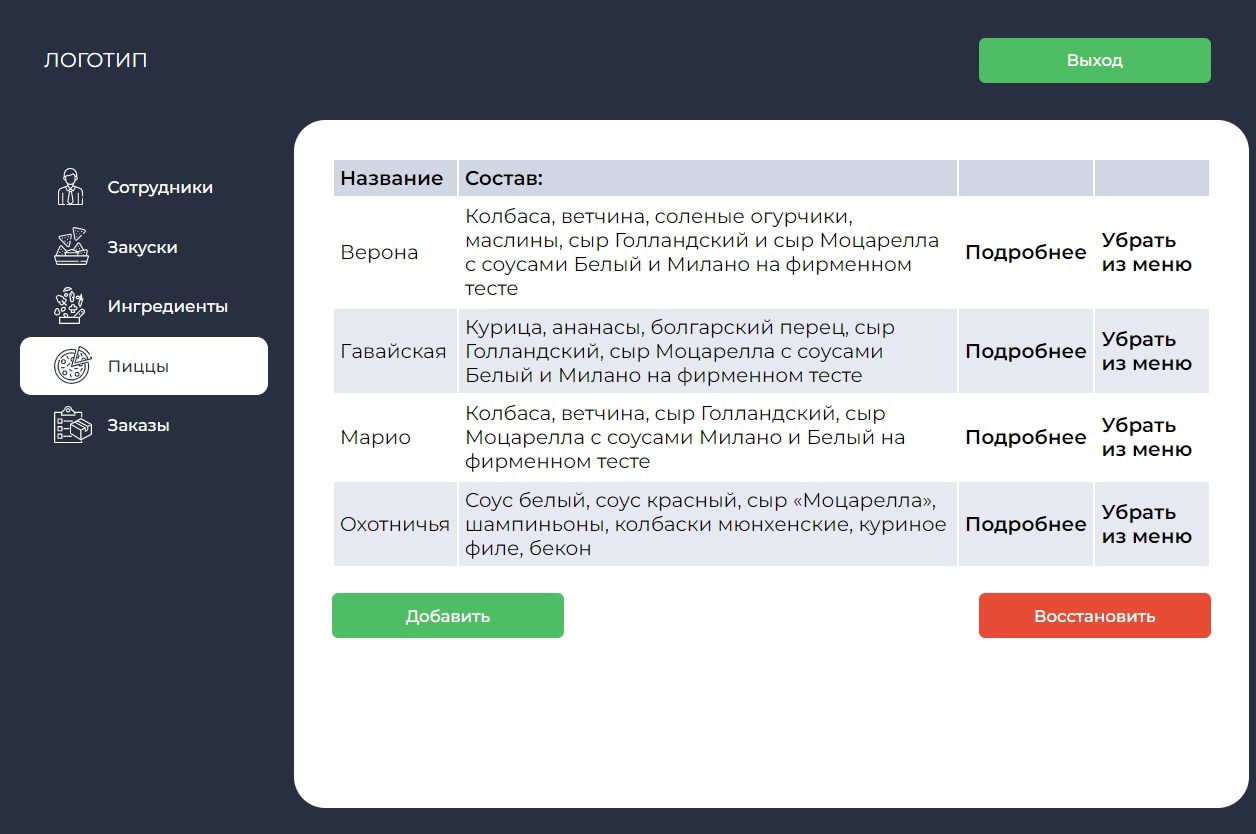 ЛОГОТИП
Выход
Сотрудники
Закуски
Ингредиенты
Пиццы
Заказы
Название Состав:
Верона
Колбаса, ветчина, соленые огурчики,
маслины, сыр Голландский и сыр Моцарелла
с соусами Белый и Милано на фирменном
тесте
Подробнее
Убрать
из меню
Гавайская
Курица, ананасы, болгарский перец, сыр
Голландский, сыр Моцарелла с соусами
Белый и Милано на фирменном тесте
Подробнее
Убрать
из меню
Марио
Колбаса, ветчина, сыр Голландский, сыр
Моцарелла с соусами Милано и Белый на
фирменном тесте
Подробнее
Убрать
из меню
Охотничья
Соус белый, соус красный, сыр «Моцарелла»,
шампиньоны, колбаски мюнхенские, куриное
филе, бекон
Подробнее
Убрать
из меню
Добавить
Восстановить